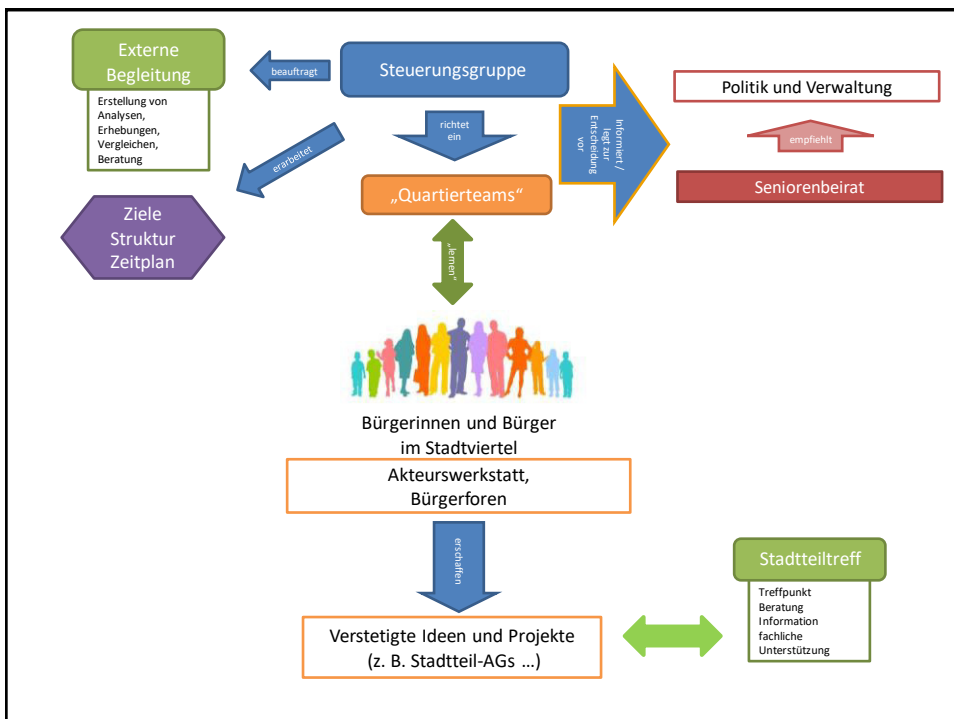 Externe
Begleitung
Erstellung von
Analysen,
Erhebungen,
Vergleichen,
Beratung
beauftragt
Steuerungsgruppe
erarbeitet
richtet
ein
Informiert /
legt zur
Entscheidung
vor
Politik und Verwaltung
empfiehlt
Seniorenbeirat
Ziele
Struktur
Zeitplan
„Quartierteams“
„lernen“
Bürgerinnen und Bürger
im Stadtviertel
Akteurswerkstatt,
Bürgerforen
erschaffen
Verstetigte Ideen und Projekte
(z. B. Stadtteil-AGs …)
Stadtteiltreff
Treffpunkt
Beratung
Information
fachliche
Unterstützung